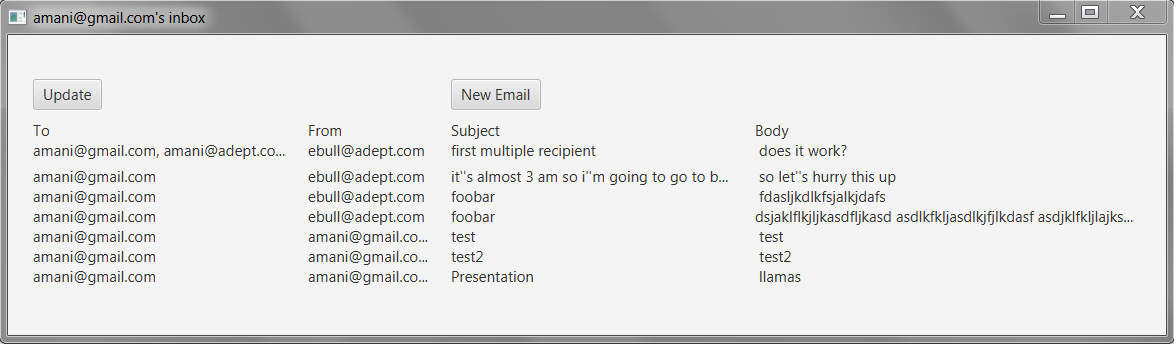 amani@gmail.com's inbox
Update New Email
To From Subject Body
amani@gmail.com, amani@adept.co... ebull@adept.com first multiple recipient does it work?
amani@gmail.com ebull@adept.com it''s almost 3 am so i''m going to go to b... so let''s hurry this up
amani@gmail.com ebull@adept.com foobar fdasljkdlkfsjalkjdafs
amani@gmail.com ebull@adept.com foobar dsjaklflkjljkasdfljkasd asdlkfkljasdlkjfjlkdasf asdjklfkljlajks...
amani@gmail.com amani@gmail.co... test test
amani@gmail.com amani@gmail.co... test2 test2
amani@gmail.com amani@gmail.co... Presentation llamas